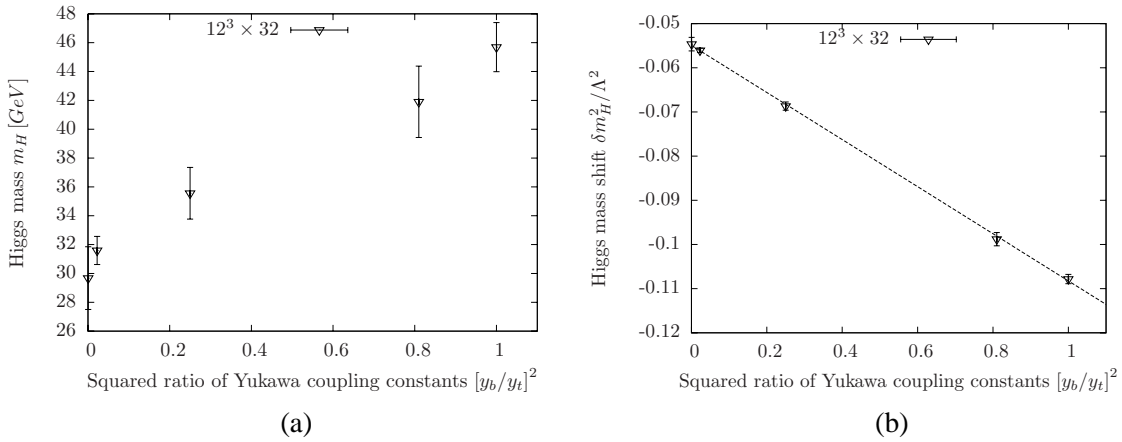 48
46
44
42
40
38
36
34
32
30
28
26
Higgs mass m_H [GeV]
12^3 × 32
0 0.2 0.4 0.6 0.8 1
Squared ratio of Yukawa coupling constants [y_b/y_t]^2
(a)
-0.05
-0.06
-0.07
-0.08
-0.09
-0.1
-0.11
-0.12
Higgs mass shift δm_H^2/Λ^2
12^3 × 32
0 0.2 0.4 0.6 0.8 1
Squared ratio of Yukawa coupling constants [y_b/y_t]^2
(b)